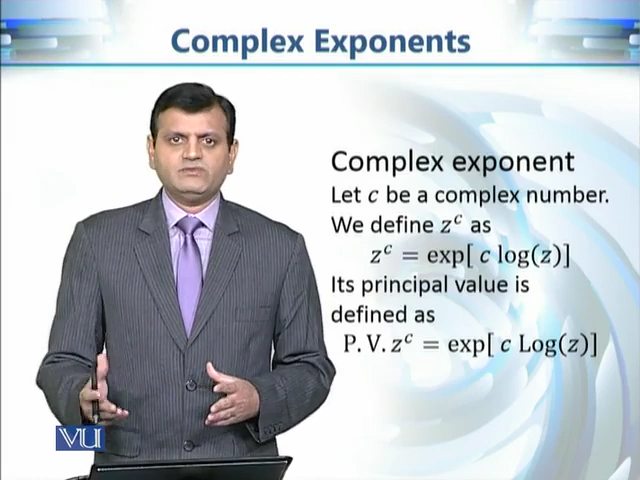 Complex Exponents
Complex exponent
Let c be a complex number.
We define z^c as
z^c = exp[ c log(z)]
Its principal value is
defined as
P. V. z^c = exp[ c Log(z)]
VU